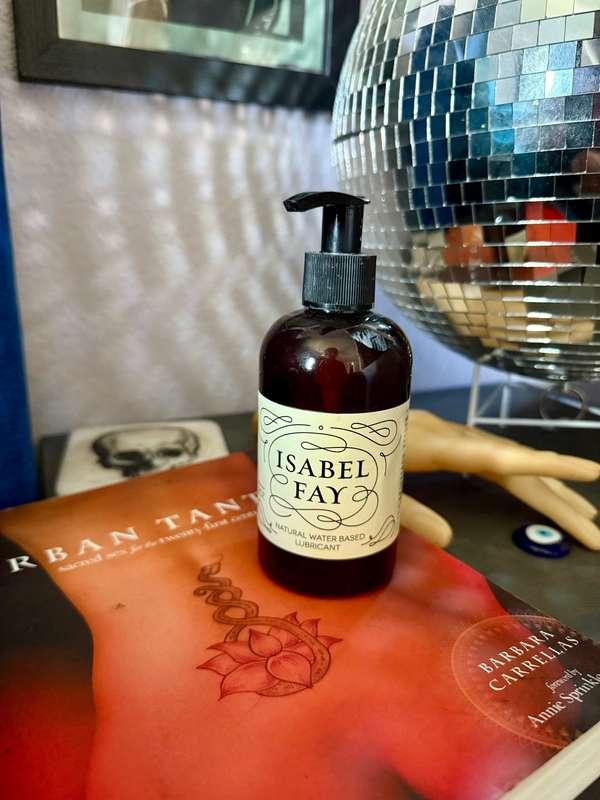 ISABEL
FAY
NATURAL WATER BASED
LUBRICANT
RBAN TANT
sacred sex for the twenty-first cen
BARBARA
CARRELLAS
foreword by
Annie Sprinkle